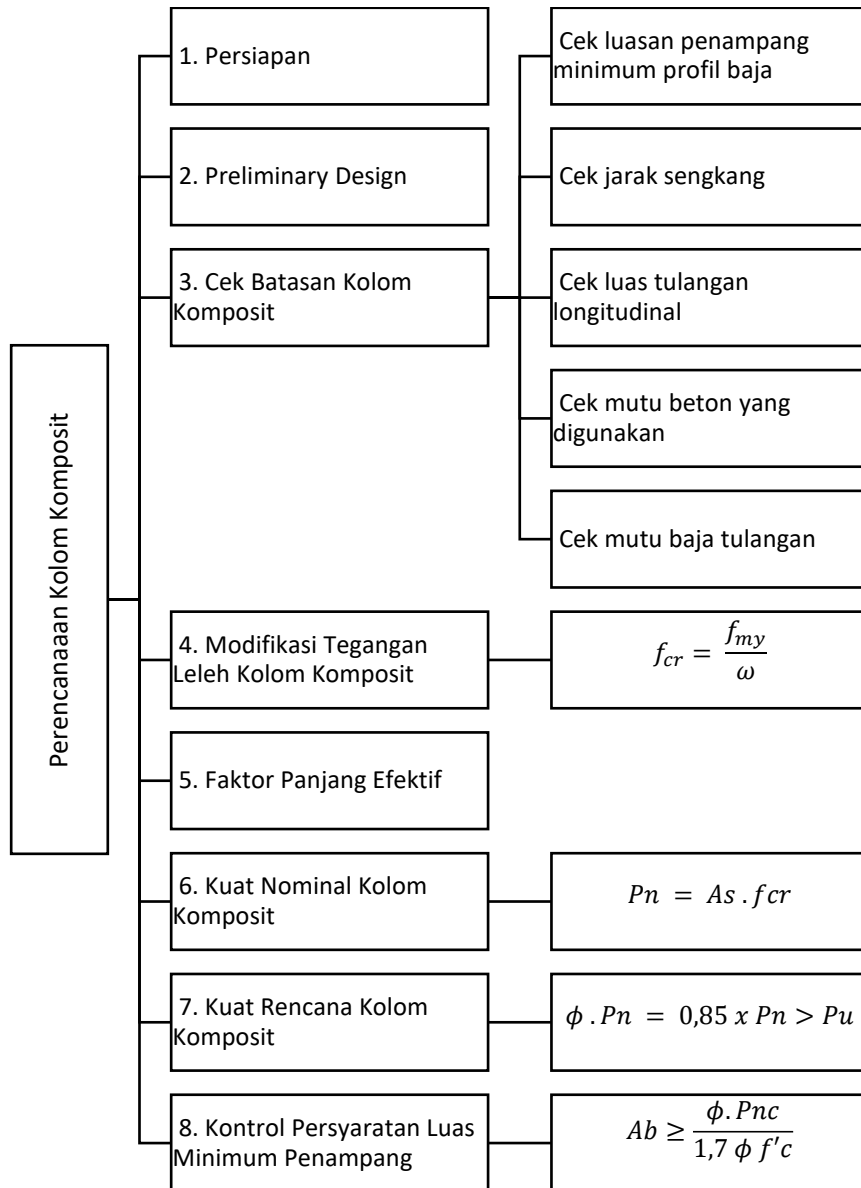 Perencanaaan Kolom Komposit
1. Persiapan
2. Preliminary Design
3. Cek Batasan Kolom
Komposit
Cek luasan penampang
minimum profil baja
Cek jarak sengkang
Cek luas tulangan
longitudinal
Cek mutu beton yang
digunakan
Cek mutu baja tulangan
4. Modifikasi Tegangan
Leleh Kolom Komposit
f_cr = f_my / ω
5. Faktor Panjang Efektif
6. Kuat Nominal Kolom
Komposit
Pn = As . fcr
7. Kuat Rencana Kolom
Komposit
ϕ . Pn = 0,85 x Pn > Pu
8. Kontrol Persyaratan Luas
Minimum Penampang
Ab ≥ ϕ. Pnc / 1,7 ϕ f'c